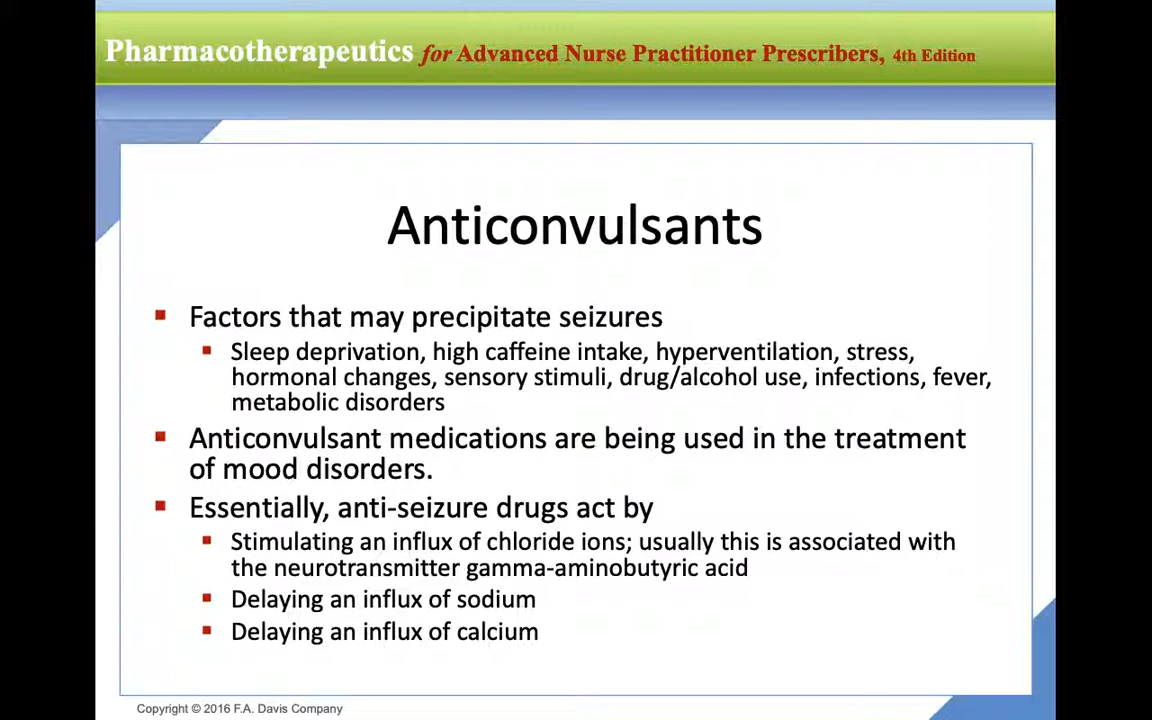 Pharmacotherapeutics for Advanced Nurse Practitioner Prescribers, 4th Edition
Anticonvulsants
▪ Factors that may precipitate seizures
▪ Sleep deprivation, high caffeine intake, hyperventilation, stress,
hormonal changes, sensory stimuli, drug/alcohol use, infections, fever,
metabolic disorders
▪ Anticonvulsant medications are being used in the treatment
of mood disorders.
▪ Essentially, anti-seizure drugs act by
▪ Stimulating an influx of chloride ions; usually this is associated with
the neurotransmitter gamma-aminobutyric acid
▪ Delaying an influx of sodium
▪ Delaying an influx of calcium
Copyright © 2016 F.A. Davis Company